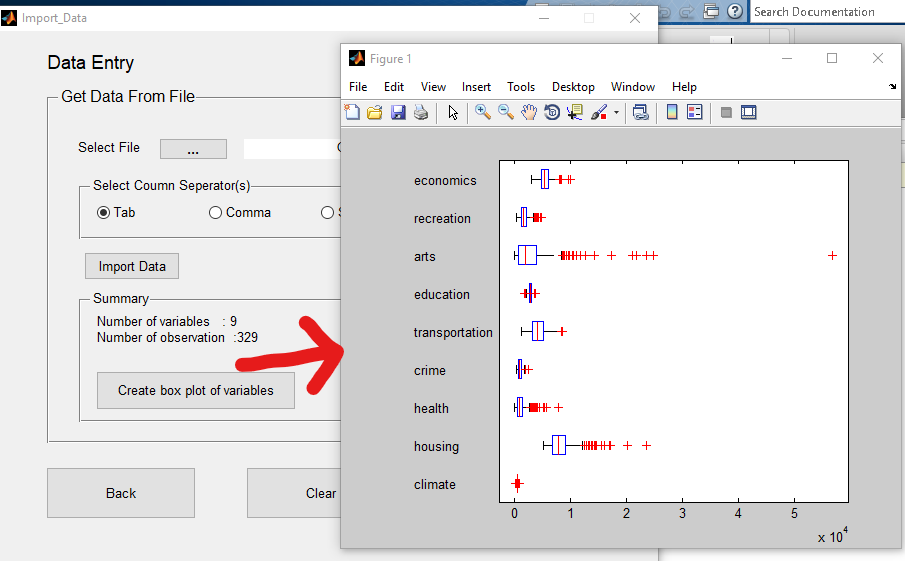 Import_Data
Search Documentation
Data Entry
Get Data From File
Select File
...
Select Coumn Seperator(s)
Tab
Comma
Import Data
Summary
Number of variables : 9
Number of observation :329
Create box plot of variables
Back
Clear
Figure 1
File Edit View Insert Tools Desktop Window Help
economics
recreation
arts
education
transportation
crime
health
housing
climate
0 1 2 3 4 5
x 10^4